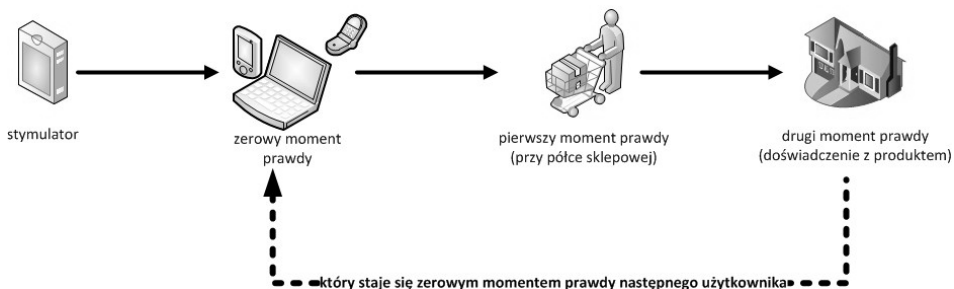 stymulator
zerowy moment
prawdy
pierwszy moment prawdy
(przy półce sklepowej)
drugi moment prawdy
(doświadczenie z produktem)
który staje się zerowym momentem prawdy następnego użytkownika